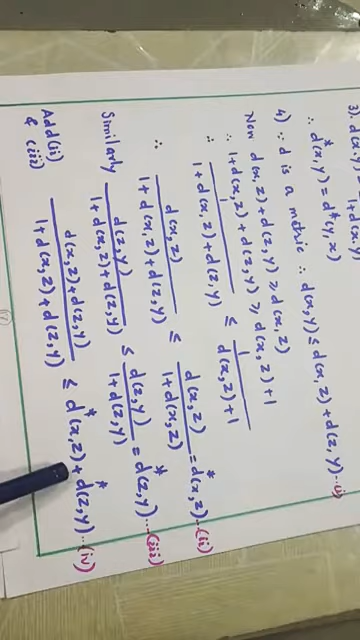 3). d(x,y) = 1+d(x,y)
∴ d*(x,y) = d*(y,x)
4) ∵ d is a metric ∴ d(x,y) ≤ d(x,z) + d(z,y) --(i)
Now d(x,z) + d(z,y) ≥ d(x,z)
∴ 1+d(x,z) + d(z,y) ≥ d(x,z) + 1
∴ 1 / 1+d(x,z)+d(z,y) ≤ 1 / d(x,z)+1
∴ d(x,z) / 1+d(x,z)+d(z,y) ≤ d(x,z) / 1+d(x,z) = d*(x,z) --(ii)
Similarly d(z,y) / 1+d(x,z)+d(z,y) ≤ d(z,y) / 1+d(z,y) = d*(z,y) --(iii)
Add (ii) & (iii) d(x,z)+d(z,y) / 1+d(x,z)+d(z,y) ≤ d*(x,z) + d*(z,y) --(iv)